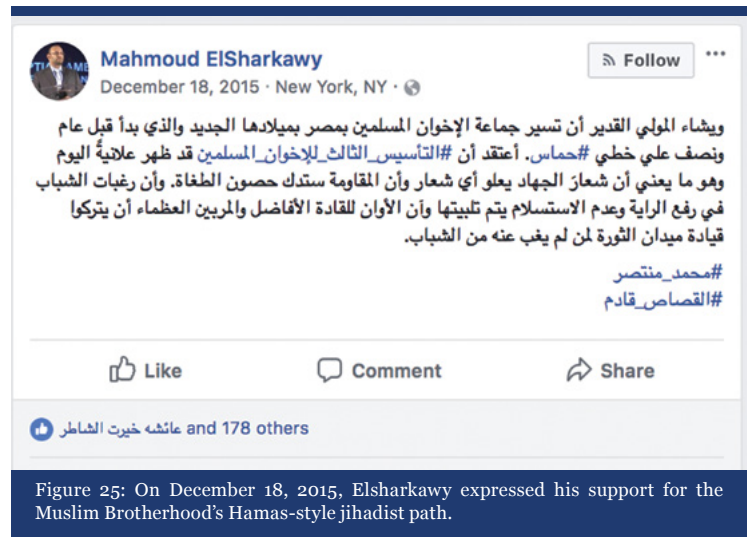 Mahmoud ElSharkawy
Follow
December 18, 2015 · New York, NY ·
ويشاء المولي القدير أن تسير جماعة الإخوان المسلمين بمصر بميلادها الجديد والذي بدأ قبل عام
ونصف علي خطي #حماس. أعتقد أن #التأسيس_الثالث_للإخوان_المسلمين قد ظهر علانيةً اليوم
وهو ما يعني أن شعارَ الجهاد يعلو أي شعار وأن المقاومة ستدك حصون الطغاة. وأن رغبات الشباب
في رفع الراية وعدم الاستسلام يتم تلبيتها وآن الأوان للقادة الأفاضل والمربين العظماء أن يتركوا
قيادة ميدان الثورة لمن لم يغب عنه من الشباب.
#محمد_منتصر
#القصاص_قادم
Like
Comment
Share
عائشه خيرت الشاطر and 178 others
Figure 25: On December 18, 2015, Elsharkawy expressed his support for the
Muslim Brotherhood's Hamas-style jihadist path.